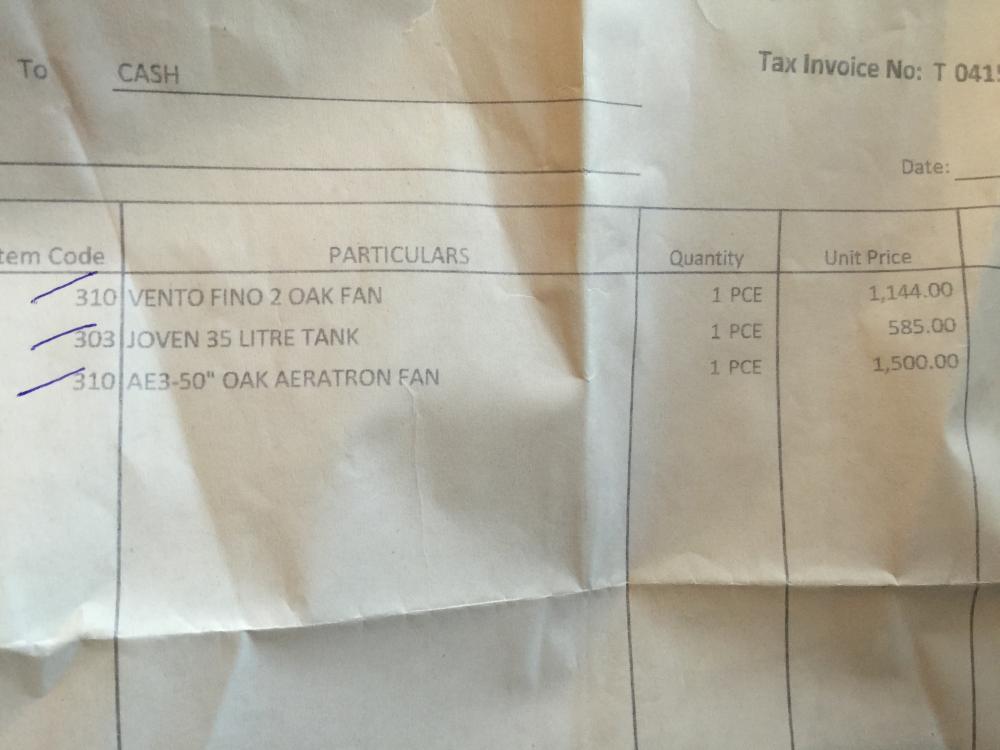 To CASH Tax Invoice No: T 0415
Date:
tem Code PARTICULARS Quantity Unit Price
310 VENTO FINO 2 OAK FAN 1 PCE 1,144.00
303 JOVEN 35 LITRE TANK 1 PCE 585.00
310 AE3-50" OAK AERATRON FAN 1 PCE 1,500.00